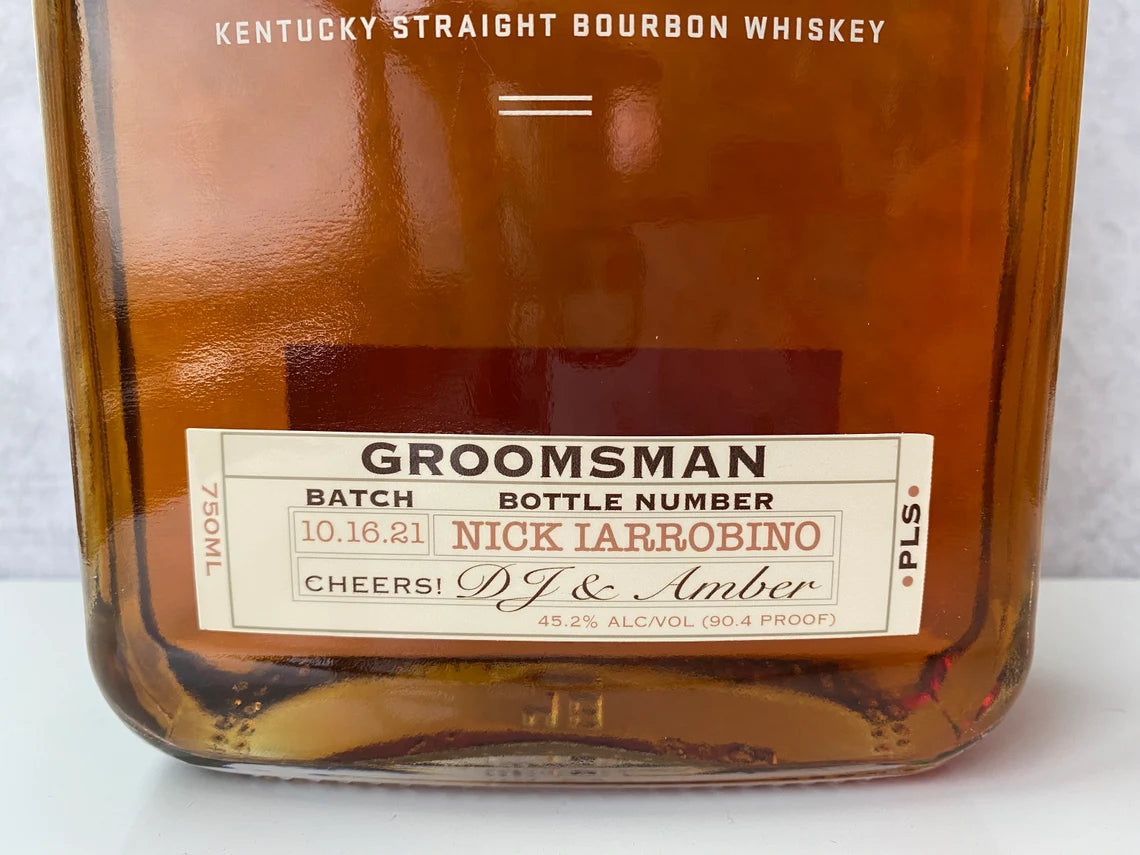 KENTUCKY STRAIGHT BOURBON WHISKEY
GROOMSMAN
BATCH
BOTTLE NUMBER
10.16.21
NICK IARROBINO
CHEERS! DJ & Amber
45.2% ALC/VOL (90.4 PROOF)
750ML
•PLS•